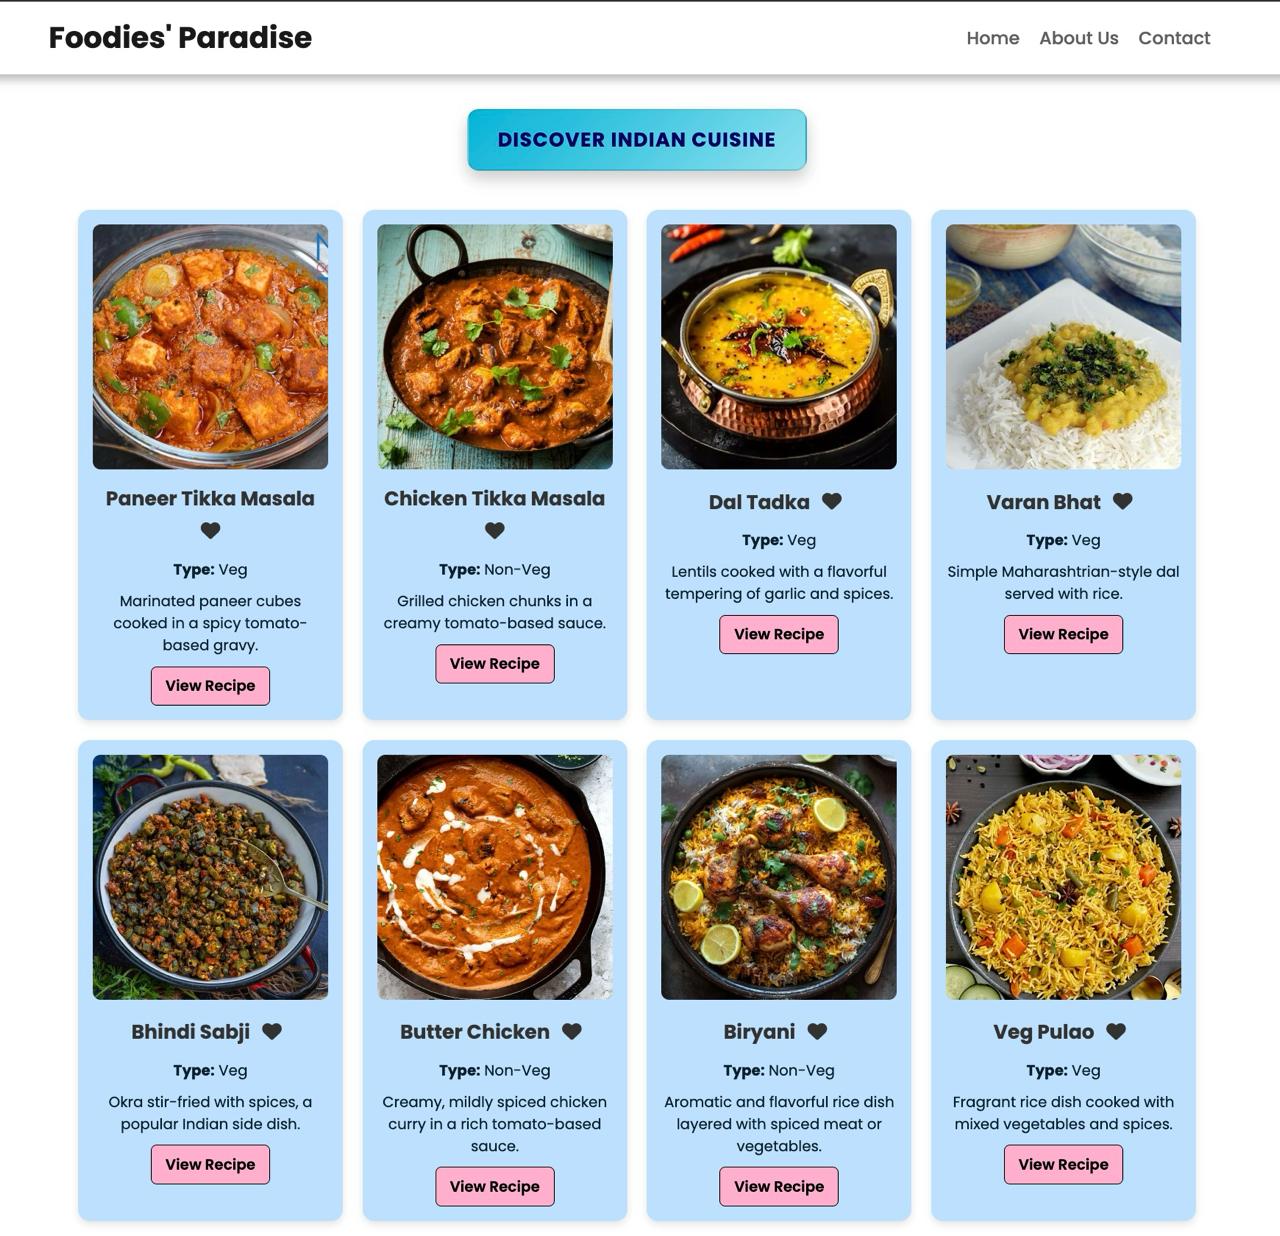 Foodies' Paradise
Home About Us Contact
DISCOVER INDIAN CUISINE
Paneer Tikka Masala
Type: Veg
Marinated paneer cubes
cooked in a spicy tomato-
based gravy.
View Recipe
Chicken Tikka Masala
Type: Non-Veg
Grilled chicken chunks in a
creamy tomato-based sauce.
View Recipe
Dal Tadka
Type: Veg
Lentils cooked with a flavorful
tempering of garlic and spices.
View Recipe
Varan Bhat
Type: Veg
Simple Maharashtrian-style dal
served with rice.
View Recipe
Bhindi Sabji
Type: Veg
Okra stir-fried with spices, a
popular Indian side dish.
View Recipe
Butter Chicken
Type: Non-Veg
Creamy, mildly spiced chicken
curry in a rich tomato-based
sauce.
View Recipe
Biryani
Type: Non-Veg
Aromatic and flavorful rice dish
layered with spiced meat or
vegetables.
View Recipe
Veg Pulao
Type: Veg
Fragrant rice dish cooked with
mixed vegetables and spices.
View Recipe